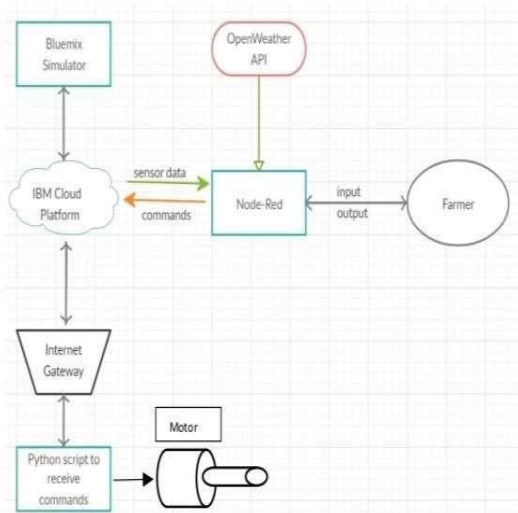 Bluemix
Simulator
OpenWeather
API
sensor data
commands
IBM Cloud
Platform
Node-Red
input
output
Farmer
Internet
Gateway
Motor
Python script to
receive
commands